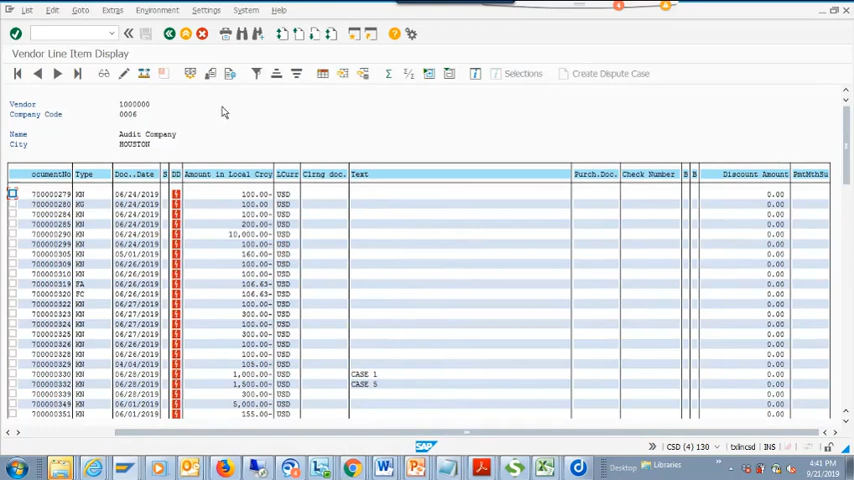 List Edit Goto Extras Environment Settings System Help
Vendor Line Item Display
Selections Create Dispute Case
Vendor 1000000
Company Code 0006
Name Audit Company
City HOUSTON
ocumentNo Type Doc..Date S DD Amount in Local Crcy LCurr Clrng doc. Text Purch.Doc. Check Number B B Discount Amount PmtMthSu
700000279 KN 06/24/2019 100.00- USD 0.00
700000280 KG 06/24/2019 100.00 USD 0.00
700000284 KN 06/24/2019 100.00- USD 0.00
700000285 KN 06/24/2019 200.00- USD 0.00
700000290 KN 06/24/2019 10,000.00- USD 0.00
700000299 KN 06/26/2019 100.00- USD 0.00
700000305 KN 05/01/2019 160.00- USD 0.00
700000309 KN 06/26/2019 100.00- USD 0.00
700000310 KN 06/26/2019 100.00- USD 0.00
700000319 FA 06/26/2019 106.63- USD 0.00
700000320 FC 06/26/2019 106.63- USD 0.00
700000322 KN 06/27/2019 100.00- USD 0.00
700000323 KN 06/27/2019 300.00- USD 0.00
700000324 KN 06/27/2019 100.00- USD 0.00
700000325 KN 06/27/2019 300.00- USD 0.00
700000326 KN 06/26/2019 100.00- USD 0.00
700000328 KN 06/26/2019 100.00- USD 0.00
700000329 KN 04/04/2019 105.00- USD 0.00
700000330 KN 06/28/2019 1,000.00- USD CASE 1 0.00
700000332 KN 06/28/2019 1,500.00- USD CASE 5 0.00
700000339 KN 06/28/2019 300.00- USD 0.00
700000349 KN 06/01/2019 5,000.00- USD 0.00
700000351 KN 06/01/2019 155.00- USD 0.00
SAP
CSD (4) 130 txlncsd INS
Desktop Libraries
4:41 PM
9/21/2019